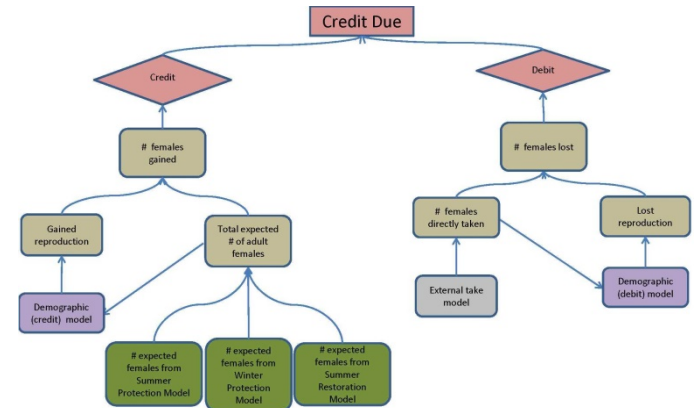 Credit Due
Credit
Debit
# females
gained
# females lost
Gained
reproduction
Total expected
# of adult
females
# females
directly taken
Lost
reproduction
Demographic
(credit) model
External take
model
Demographic
(debit) model
# expected
females from
Summer
Protection Model
# expected
females from
Winter
Protection
Model
# expected
females from
Summer
Restoration
Model